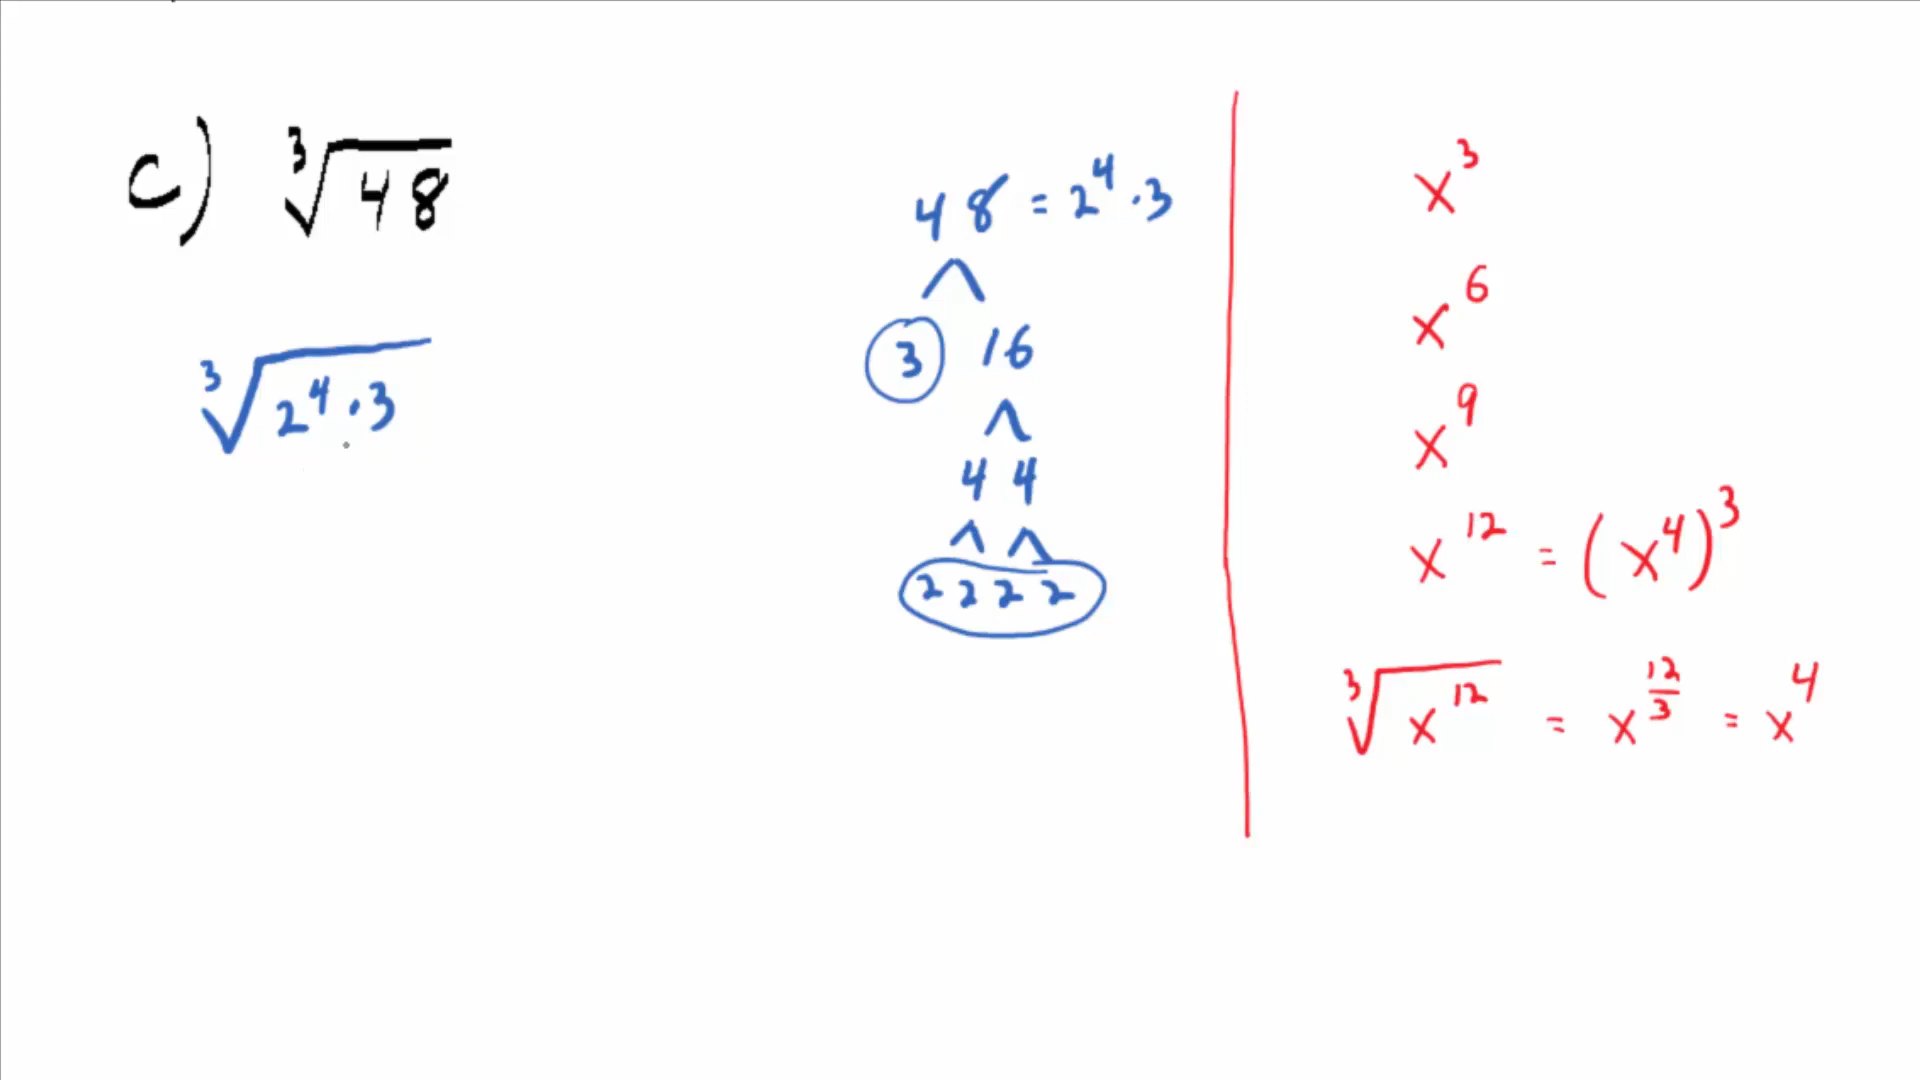 c) ∛48
48 = 2⁴·3
3 16
4 4
2 2 2 2
∛2⁴·3
x³
x⁶
x⁹
x¹² = (x⁴)³
∛x¹² = x^(12/3) = x⁴